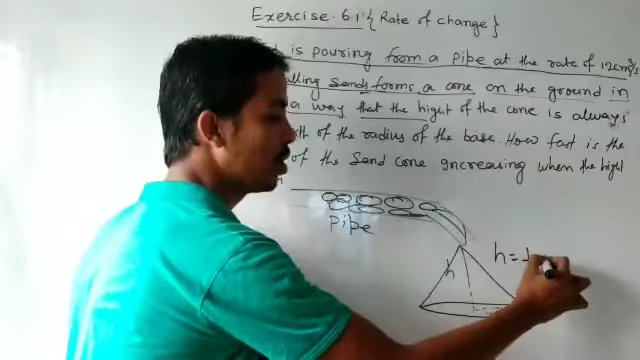 Exercise. 6.1 { Rate of change }
is pouring from a pipe at the rate of 12cm³/s
alling sands forms a cone on the ground in
a way that the hight of the cone is always
th of the radius of the base. How fast is the
of the sand cone increasing when the hight
pipe
h
h =